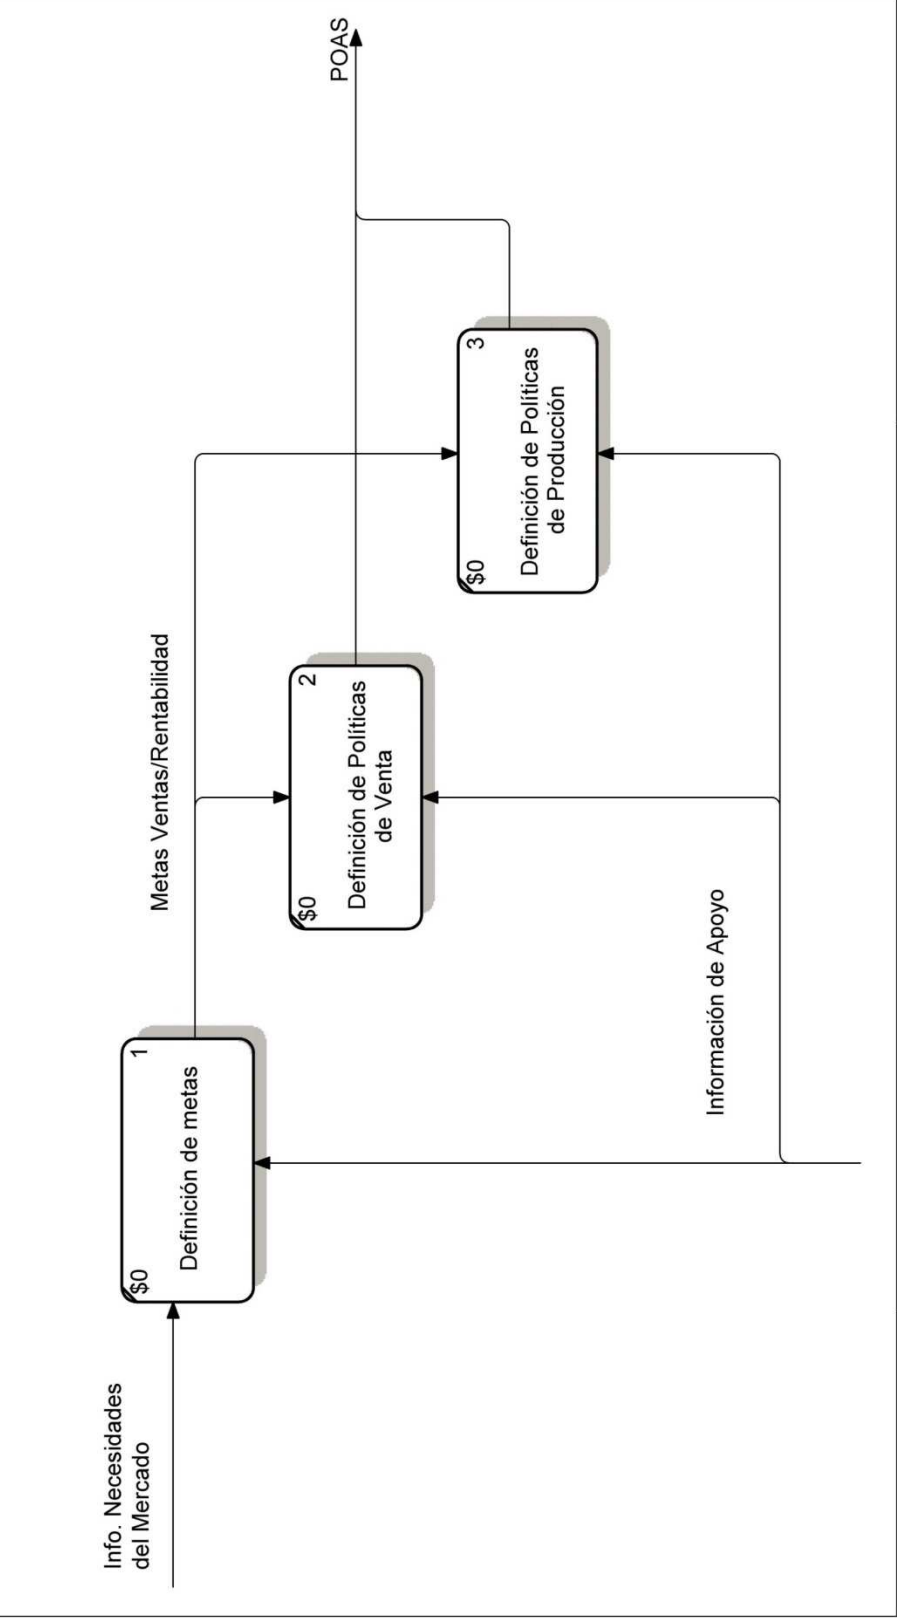 Info. Necesidades
del Mercado
$0
1
Definición de metas
Metas Ventas/Rentabilidad
$0
2
Definición de Políticas
de Venta
$0
3
Definición de Políticas
de Producción
Información de Apoyo
POAS